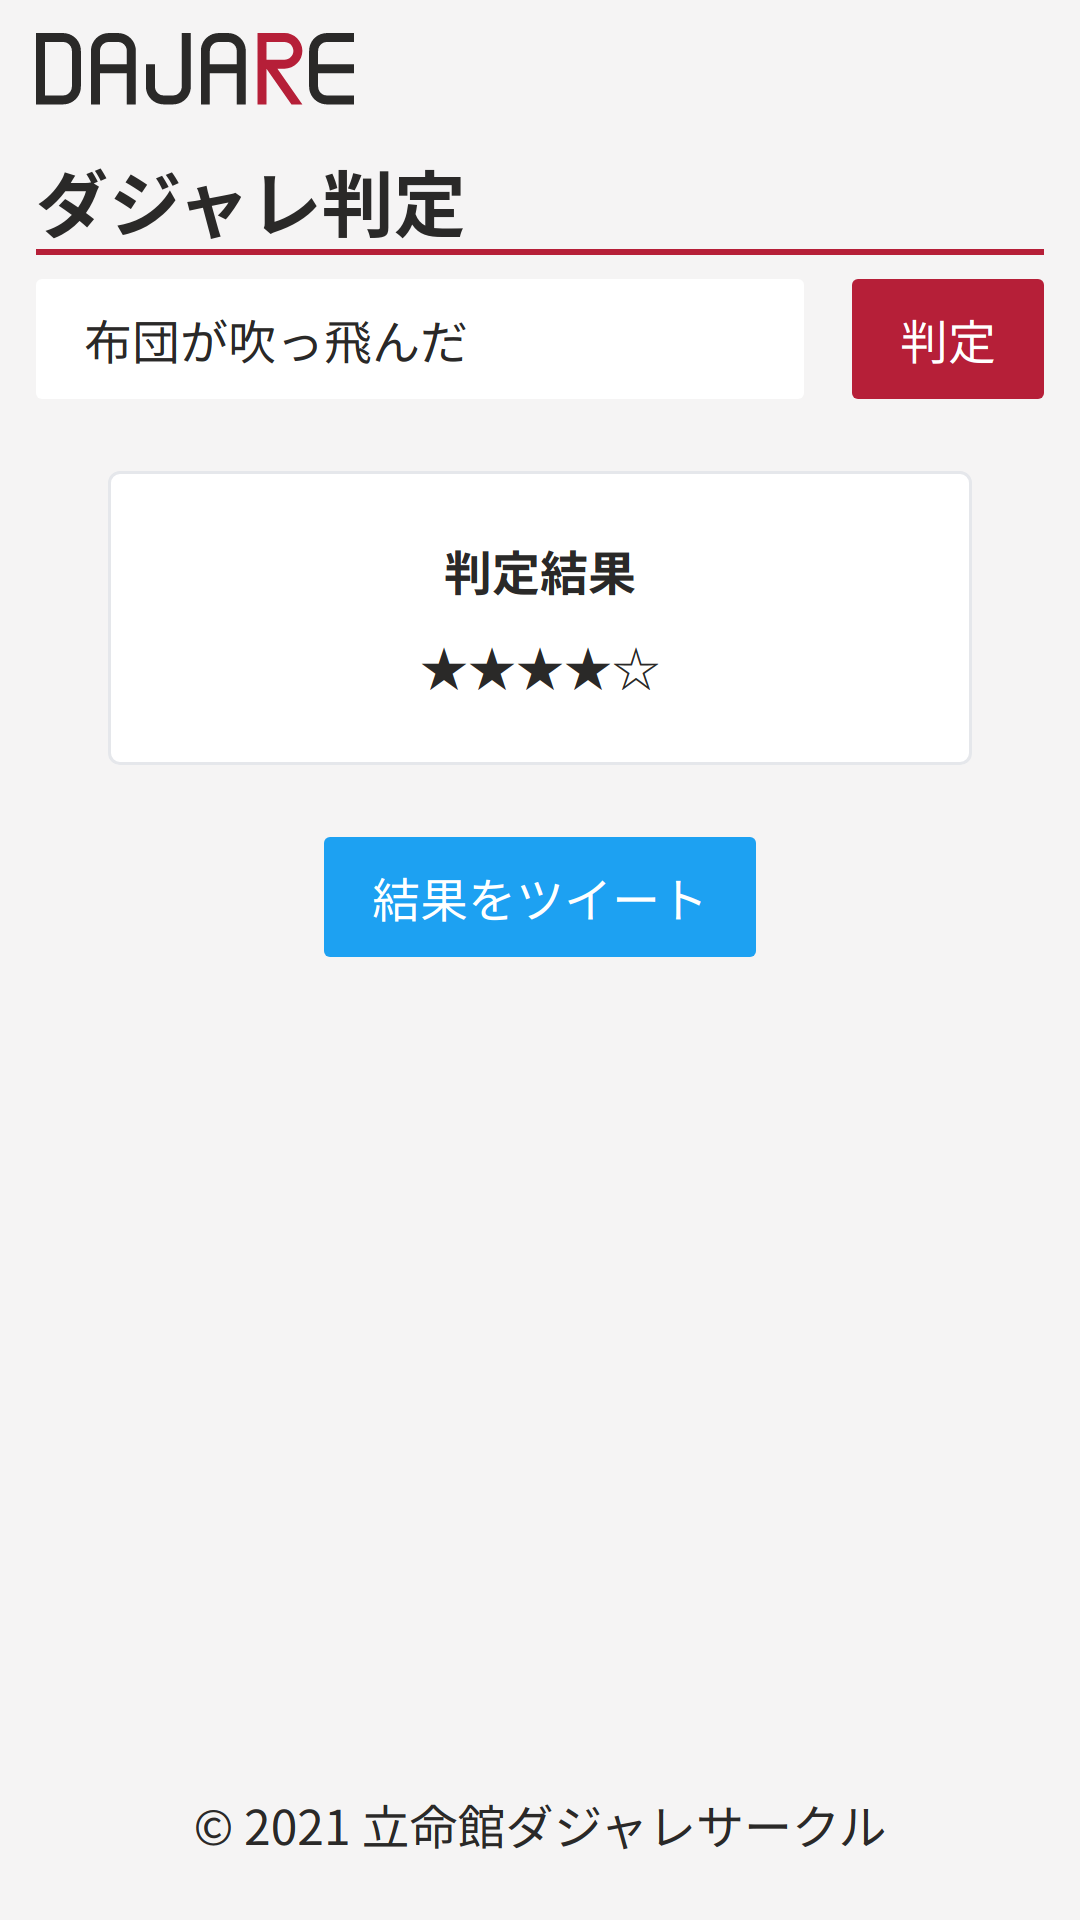 DAJARE
ダジャレ判定
布団が吹っ飛んだ
判定
判定結果
★★★★☆
結果をツイート
© 2021 立命館ダジャレサークル